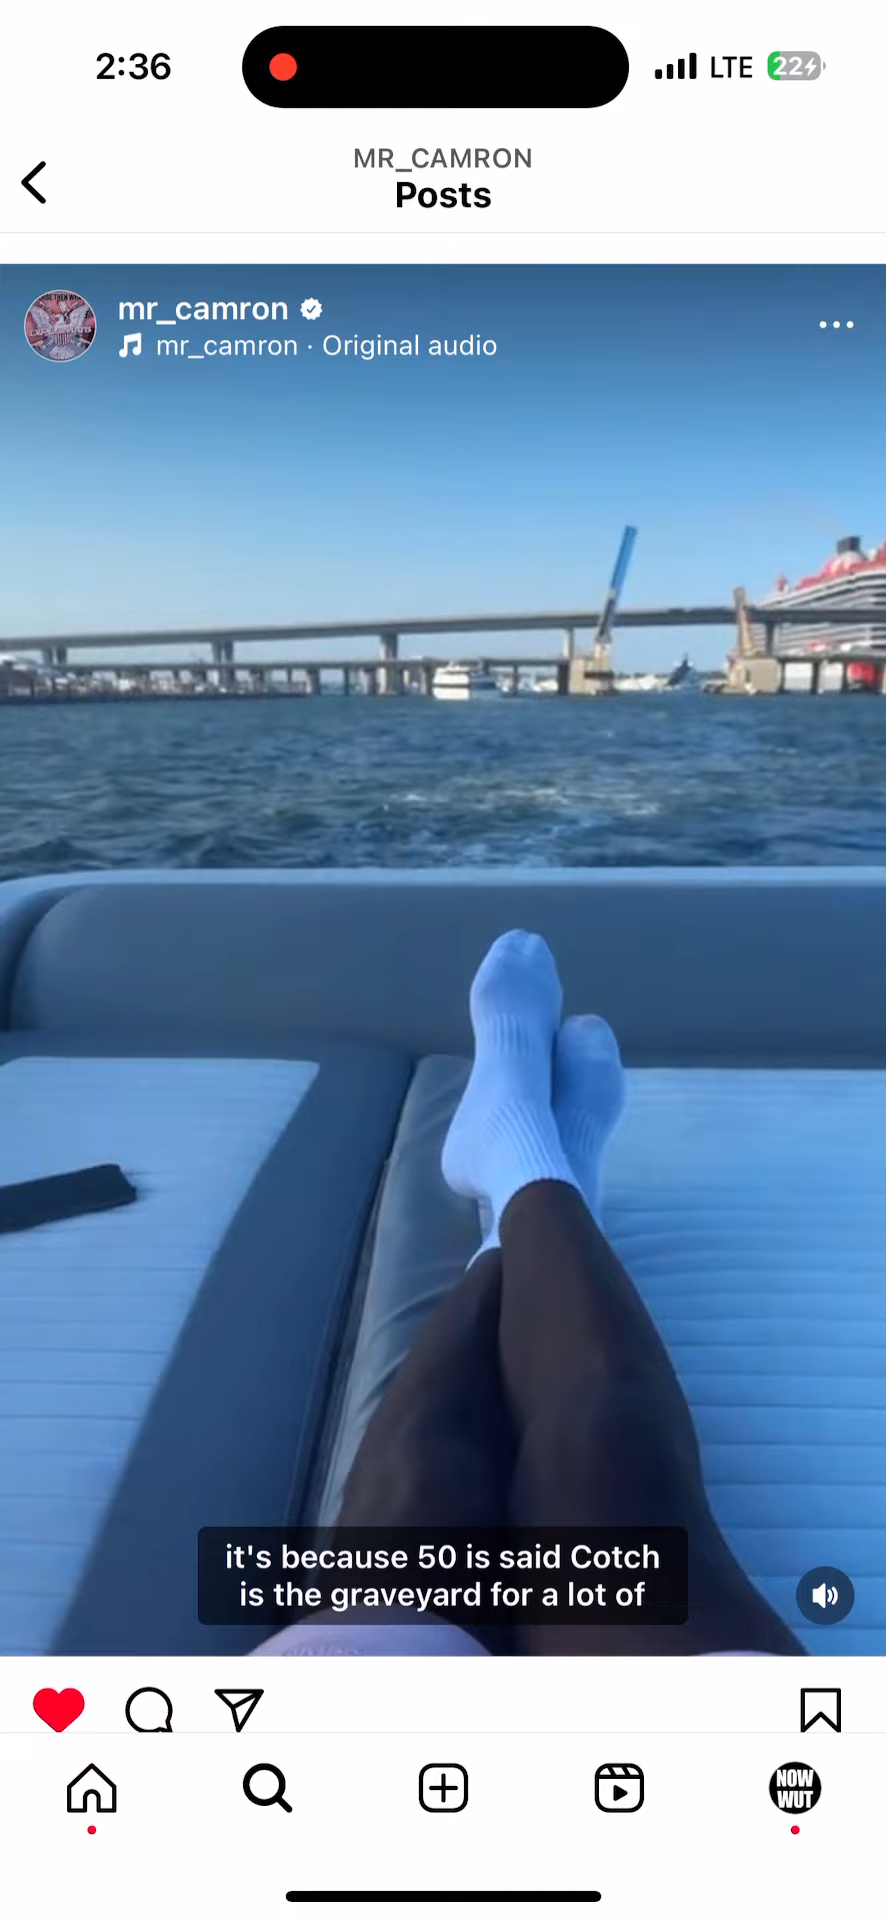 2:36
LTE
22
MR_CAMRON
Posts
mr_camron
mr_camron · Original audio
it's because 50 is said Cotch
is the graveyard for a lot of
NOW
WUT